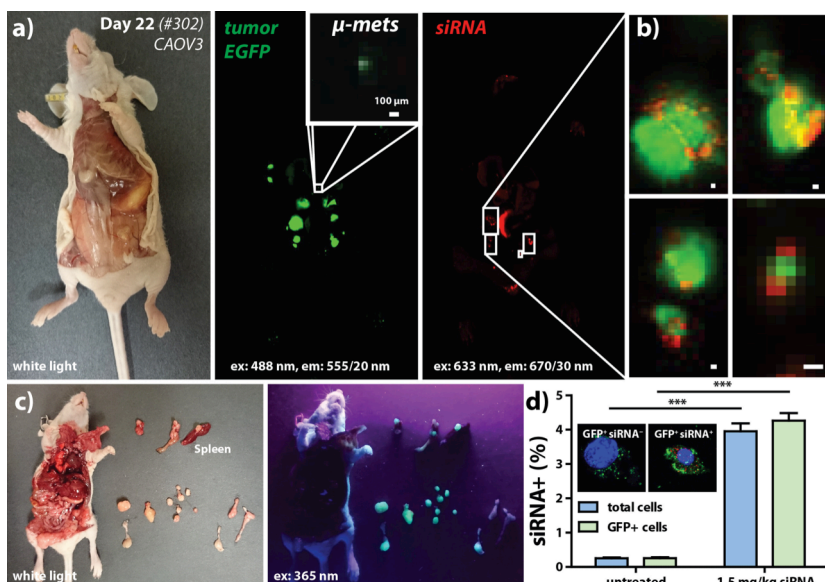 a)
Day 22 (#302)
CAOV3
white light
tumor
EGFP
µ-mets
100 µm
ex: 488 nm, em: 555/20 nm
siRNA
ex: 633 nm, em: 670/30 nm
b)
c)
Spleen
white light
ex: 365 nm
d)
siRNA+ (%)
5
4
3
2
1
0
***
***
GFP⁺ siRNA⁻
GFP⁺ siRNA⁺
total cells
GFP+ cells
untreated
1.5 mg/kg siRNA